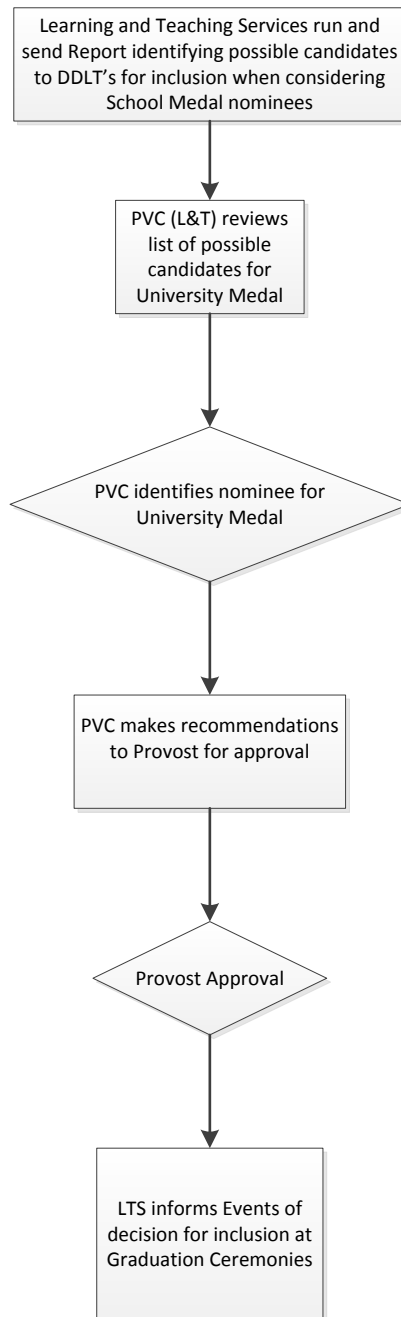 Learning and Teaching Services run and
send Report identifying possible candidates
to DDLT’s for inclusion when considering
School Medal nominees
PVC (L&T) reviews
list of possible
candidates for
University Medal
PVC identifies nominee for
University Medal
PVC makes recommendations
to Provost for approval
Provost Approval
LTS informs Events of
decision for inclusion at
Graduation Ceremonies